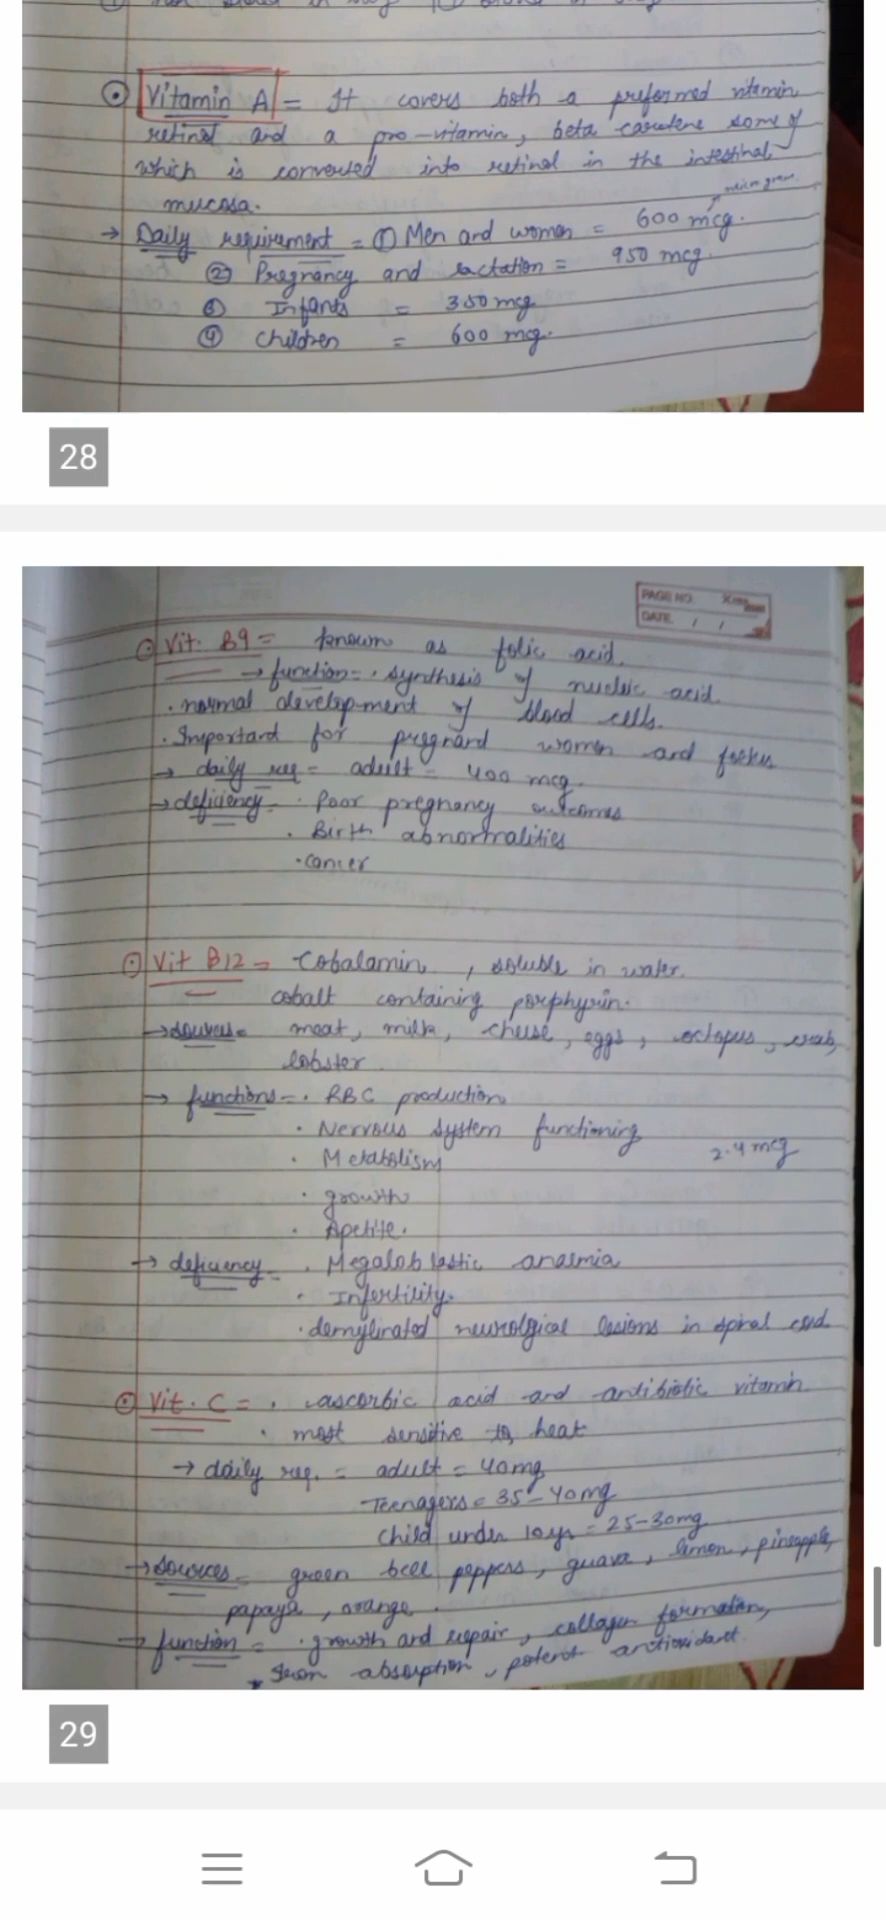 ⊙ Vitamin A = It covers both a preformed vitamin
retinol and a pro-vitamin, beta carotene some of
which is converted into retinal in the intestinal
mucosa.
micro gram.
→ Daily requirement = ① Men and women = 600 mcg.
② Pregnancy and lactation = 950 mcg.
③ Infants = 350 mcg
④ children = 600 mcg.
28
PAGE NO.
DATE / /
⊙ Vit. B9 = known as folic acid.
→ function = . synthesis of nucleic acid.
. normal development of blood cells.
. Important for pregnard women and foetus
→ daily req = adult = 400 mcg.
→ deficiency = . Poor pregnancy outcomes
. Birth abnormalities
. cancer
⊙ Vit B12 = Cobalamin, soluble in water.
cobalt containing porphyrin.
→ sources = meat, milk, cheese, eggs, octopus, crab,
lobster
→ functions = . RBC production
. Nervous system functioning
. Metabolism 2.4 mcg
. growth
. Apetite.
→ deficiency = . Megaloblastic anaemia
. Infertility.
. demylinated neurolgical lesions in spinal cord
⊙ Vit. C = . ascorbic acid and antibiotic vitamin
. most sensitive to heat
→ daily req. = adult = 40mg
Teenagers = 35-40mg
child under 10yr = 25-30mg
→ sources = green bell peppers, guava, lemon, pineapple,
papaya, orange.
→ function = . growth and repair, collagen formation,
Iron absorption, potent antioxidant.
29